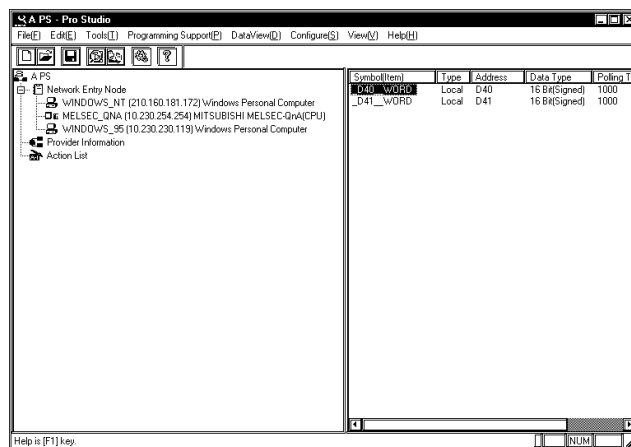 A PS - Pro Studio
File(F) Edit(E) Tools(T) Programming Support(P) DataView(D) Configure(S) View(V) Help(H)
A PS
Network Entry Node
WINDOWS_NT (210.160.181.172) Windows Personal Computer
MELSEC_QNA (10.230.254.254) MITSUBISHI MELSEC-QnA(CPU)
WINDOWS_95 (10.230.230.119) Windows Personal Computer
Provider Information
Action List
Symbol(Item) Type Address Data Type Polling T
_D40__WORD Local D40 16 Bit(Signed) 1000
_D41__WORD Local D41 16 Bit(Signed) 1000
Help is [F1] key.
NUM